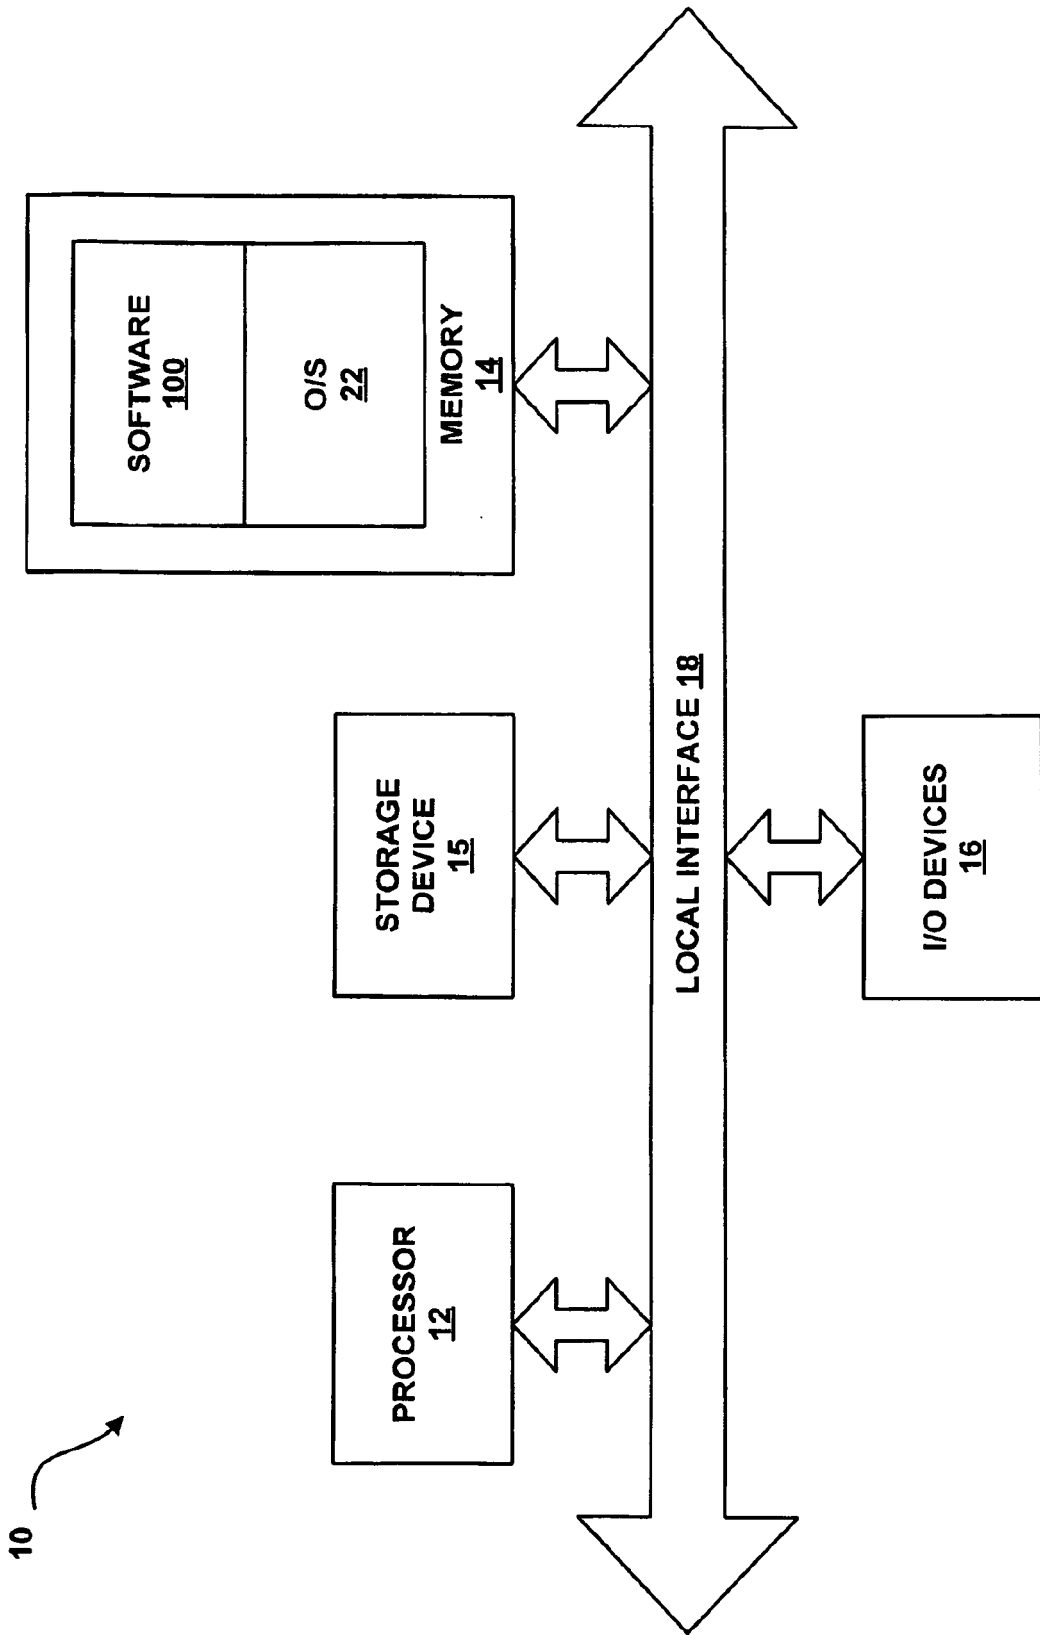 10
PROCESSOR
12
STORAGE
DEVICE
15
SOFTWARE
100
O/S
22
MEMORY
14
LOCAL INTERFACE 18
I/O DEVICES
16